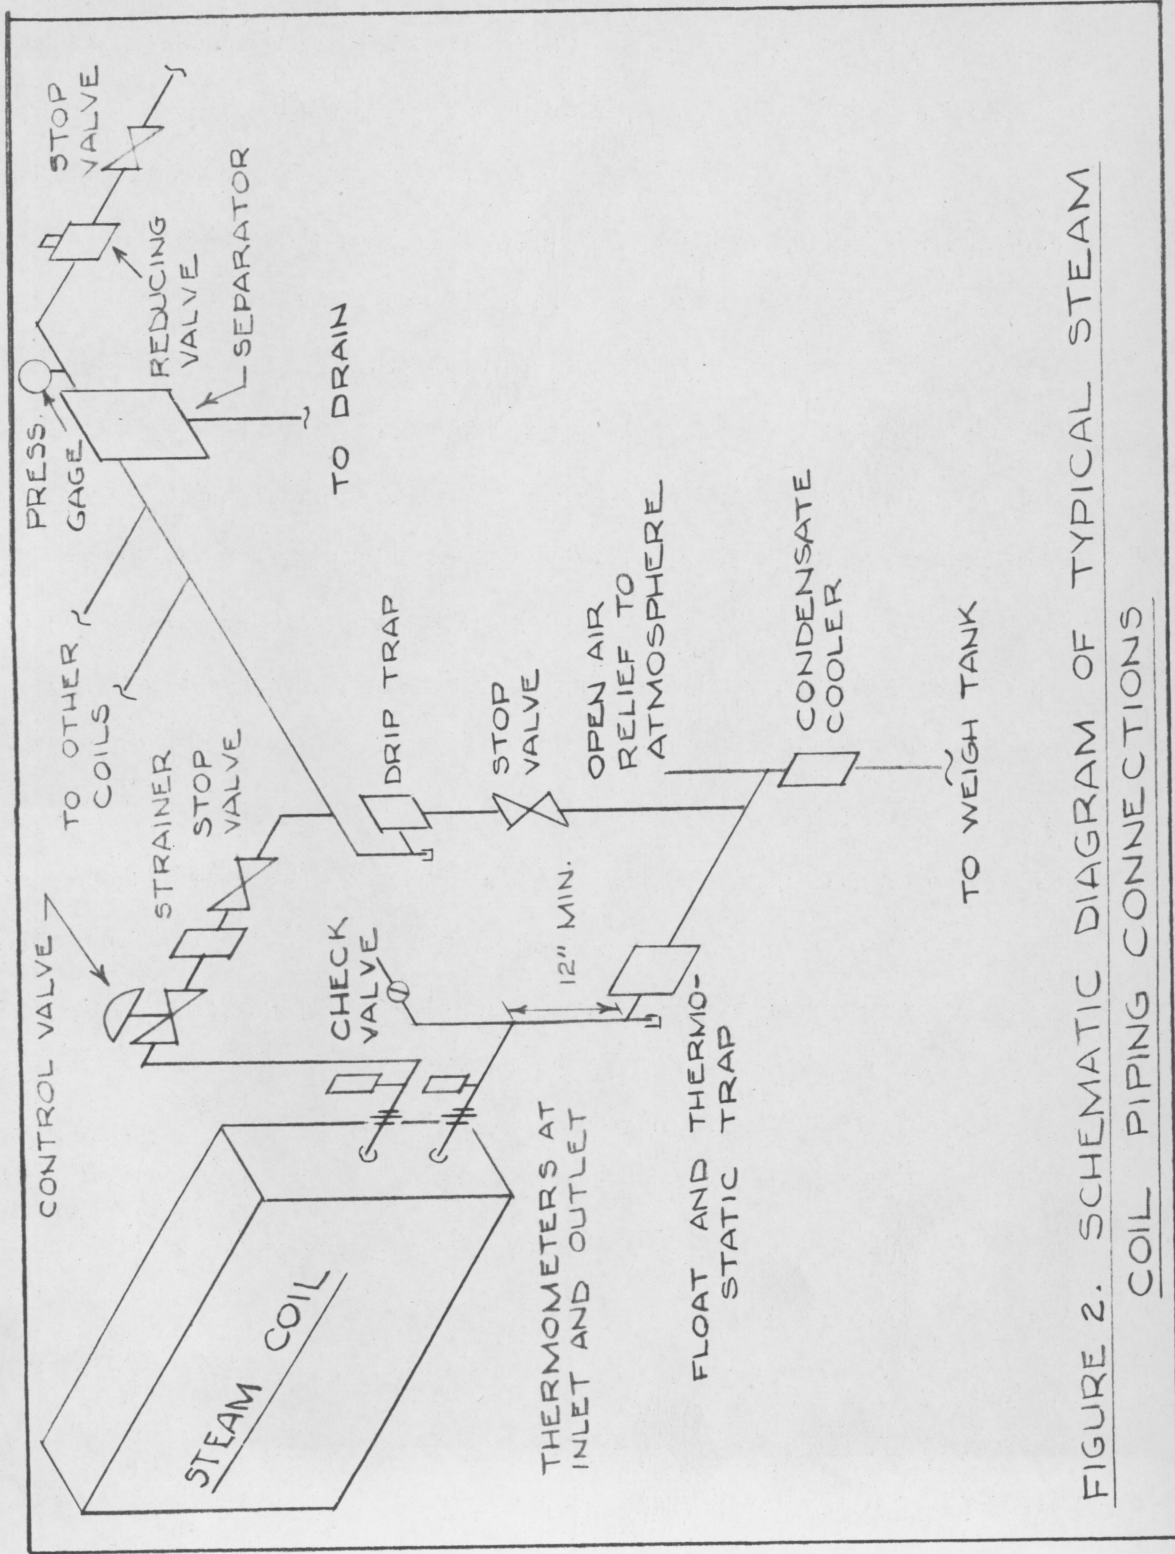 CONTROL VALVE
STRAINER
STOP
VALVE
TO OTHER
COILS
PRESS.
GAGE
STOP
VALVE
REDUCING
VALVE
SEPARATOR
TO DRAIN
STEAM COIL
CHECK
VALVE
DRIP TRAP
STOP
VALVE
12" MIN.
OPEN AIR
RELIEF TO
ATMOSPHERE
THERMOMETERS AT
INLET AND OUTLET
FLOAT AND THERMO-
STATIC TRAP
CONDENSATE
COOLER
TO WEIGH TANK
FIGURE 2. SCHEMATIC DIAGRAM OF TYPICAL STEAM
COIL PIPING CONNECTIONS